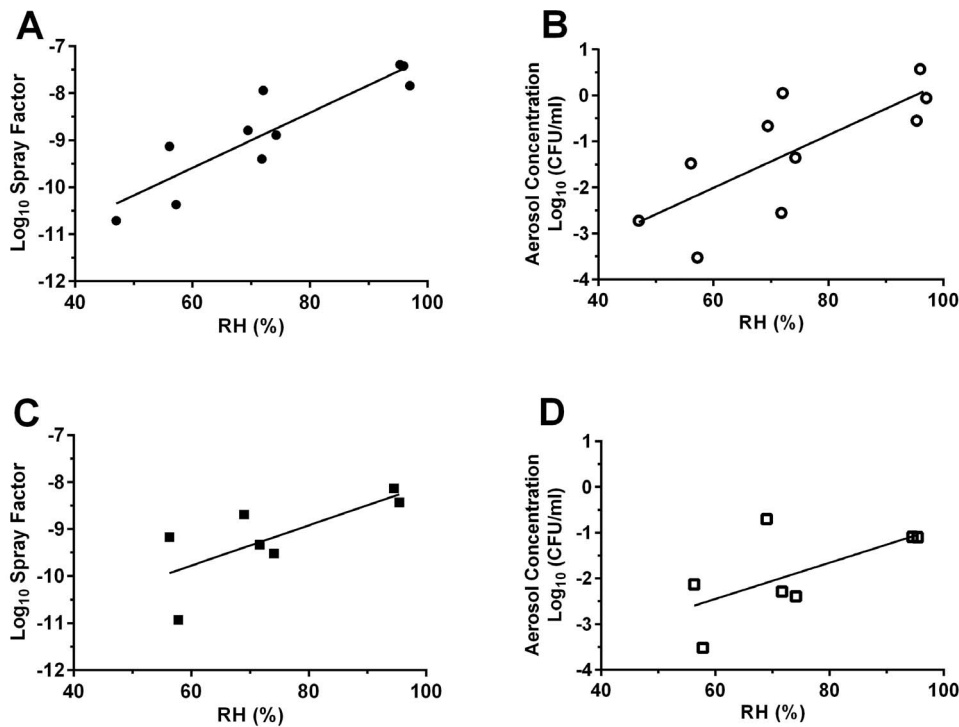 A
Log10 Spray Factor
-7
-8
-9
-10
-11
-12
40 60 80 100
RH (%)
B
Aerosol Concentration
Log10 (CFU/ml)
1
0
-1
-2
-3
-4
40 60 80 100
RH (%)
C
Log10 Spray Factor
-7
-8
-9
-10
-11
-12
40 60 80 100
RH (%)
D
Aerosol Concentration
Log10 (CFU/ml)
1
0
-1
-2
-3
-4
40 60 80 100
RH (%)